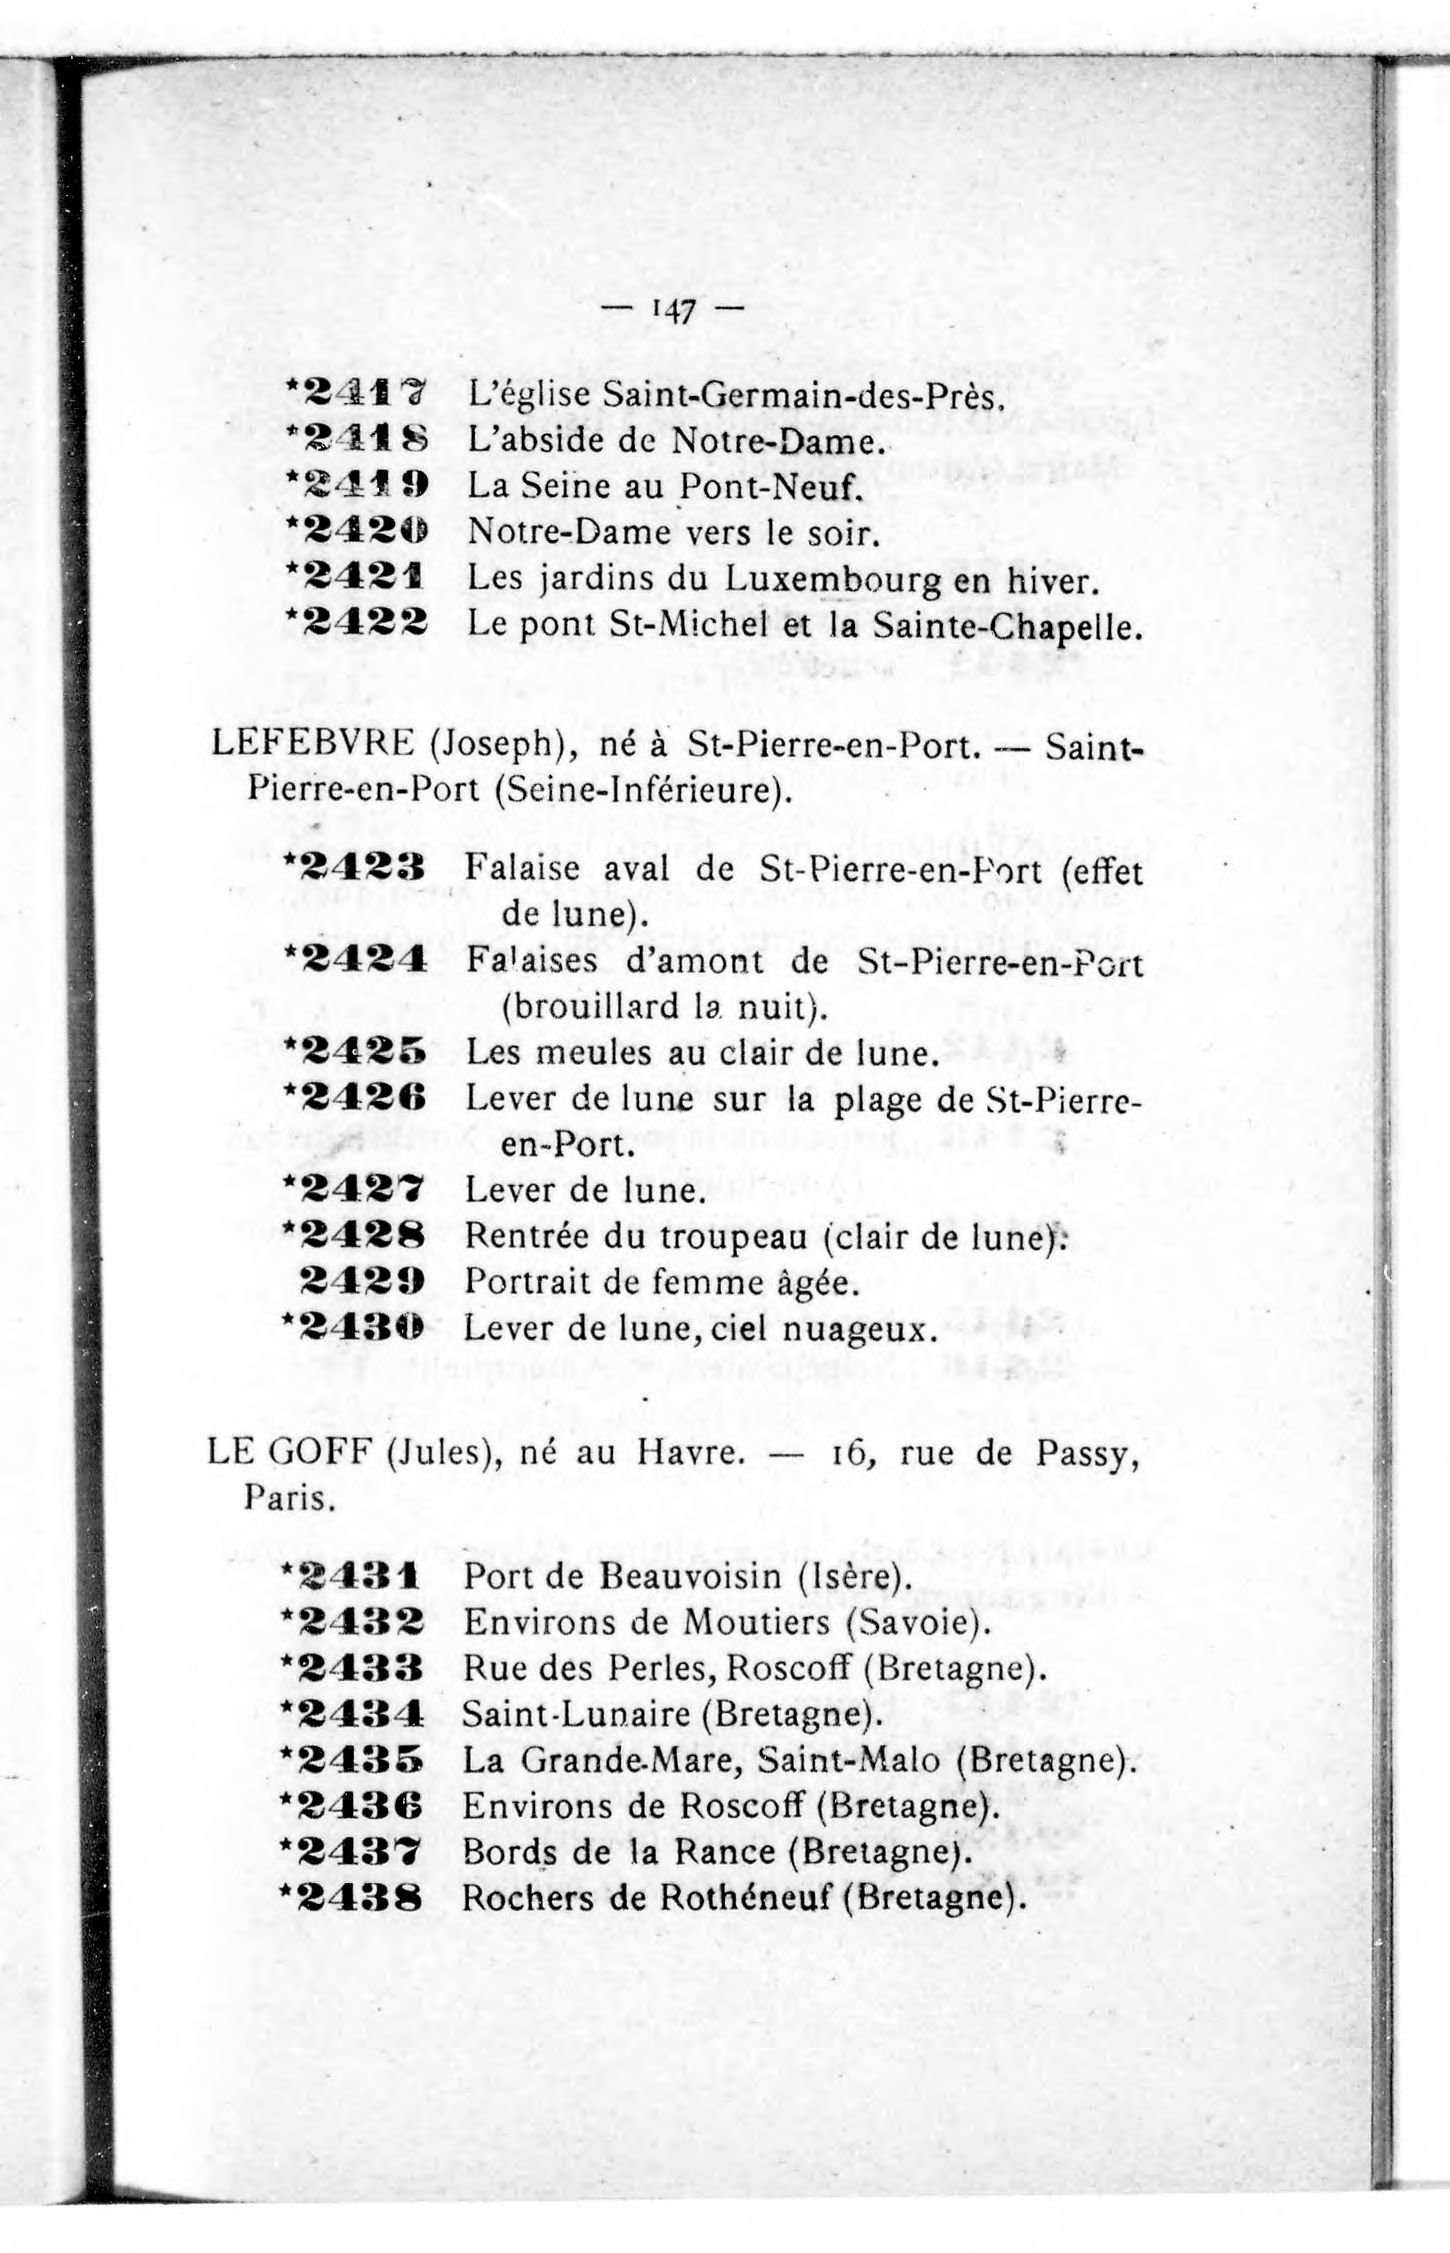 — 147 —
*2417 L'église Saint-Germain-des-Près.
*2418 L'abside de Notre-Dame.
*2419 La Seine au Pont-Neuf.
*2420 Notre-Dame vers le soir.
*2421 Les jardins du Luxembourg en hiver.
*2422 Le pont St-Michel et la Sainte-Chapelle.
LEFEBVRE (Joseph), né à St-Pierre-en-Port. — Saint-
Pierre-en-Port (Seine-Inférieure).
*2423 Falaise aval de St-Pierre-en-Port (effet
de lune).
*2424 Falaises d'amont de St-Pierre-en-Port
(brouillard la nuit).
*2425 Les meules au clair de lune.
*2426 Lever de lune sur la plage de St-Pierre-
en-Port.
*2427 Lever de lune.
*2428 Rentrée du troupeau (clair de lune).
2429 Portrait de femme âgée.
*2430 Lever de lune, ciel nuageux.
LE GOFF (Jules), né au Havre. — 16, rue de Passy,
Paris.
*2431 Port de Beauvoisin (Isère).
*2432 Environs de Moutiers (Savoie).
*2433 Rue des Perles, Roscoff (Bretagne).
*2434 Saint-Lunaire (Bretagne).
*2435 La Grande-Mare, Saint-Malo (Bretagne).
*2436 Environs de Roscoff (Bretagne).
*2437 Bords de la Rance (Bretagne).
*2438 Rochers de Rothéneuf (Bretagne).